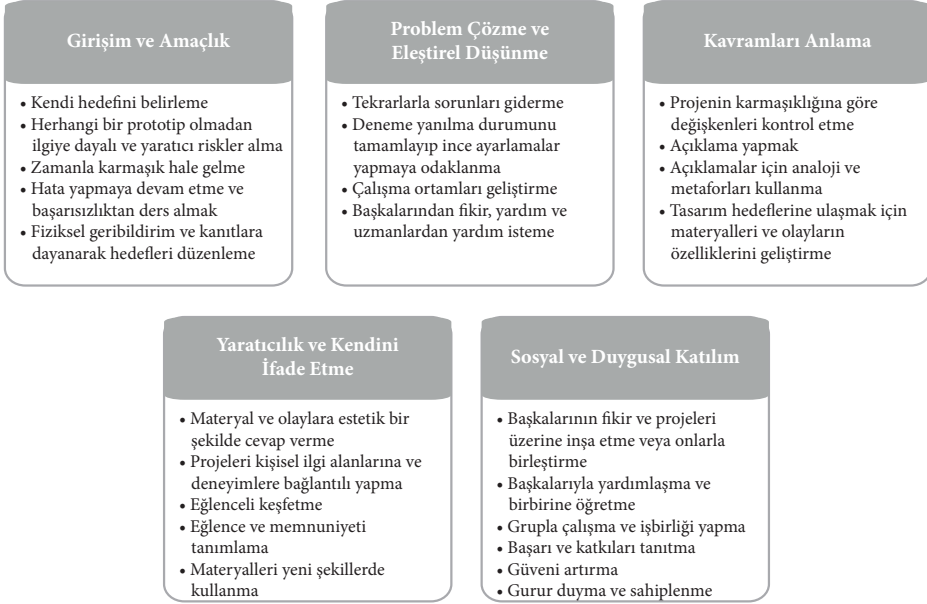 Girişim ve Amaçlık
• Kendi hedefini belirleme
• Herhangi bir prototip olmadan
ilgiye dayalı ve yaratıcı riskler alma
• Zamanla karmaşık hale gelme
• Hata yapmaya devam etme ve
başarısızlıktan ders almak
• Fiziksel geribildirim ve kanıtlara
dayanarak hedefleri düzenleme
Problem Çözme ve
Eleştirel Düşünme
• Tekrarlarla sorunları giderme
• Deneme yanılma durumunu
tamamlayıp ince ayarlamalar
yapmaya odaklanma
• Çalışma ortamları geliştirme
• Başkalarından fikir, yardım ve
uzmanlardan yardım isteme
Kavramları Anlama
• Projenin karmaşıklığına göre
değişkenleri kontrol etme
• Açıklama yapmak
• Açıklamalar için analoji ve
metaforları kullanma
• Tasarım hedeflerine ulaşmak için
materyalleri ve olayların
özelliklerini geliştirme
Yaratıcılık ve Kendini
İfade Etme
• Materyal ve olaylara estetik bir
şekilde cevap verme
• Projeleri kişisel ilgi alanlarına ve
deneyimlere bağlantılı yapma
• Eğlenceli keşfetme
• Eğlence ve memnuniyeti
tanımlama
• Materyalleri yeni şekillerde
kullanma
Sosyal ve Duygusal Katılım
• Başkalarının fikir ve projeleri
üzerine inşa etme veya onlarla
birleştirme
• Başkalarıyla yardımlaşma ve
birbirine öğretme
• Grupla çalışma ve işbirliği yapma
• Başarı ve katkıları tanıtma
• Güveni artırma
• Gurur duyma ve sahiplenme